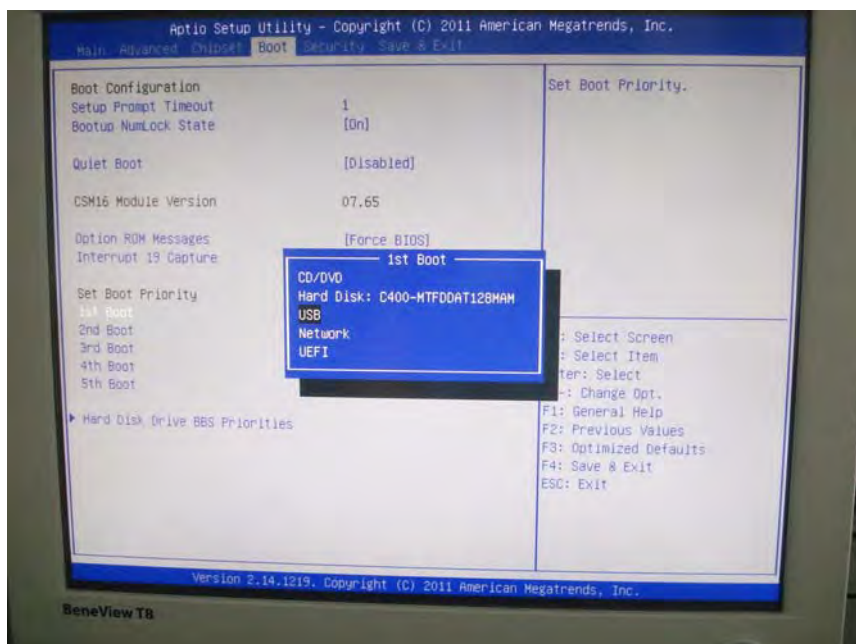 Aptio Setup Utility - Copyright (C) 2011 American Megatrends, Inc.
Main Advanced Chipset Boot Security Save & Exit
Boot Configuration
Setup Prompt Timeout 1
Bootup NumLock State [On]
Quiet Boot [Disabled]
CSM16 Module Version 07.65
Option ROM Messages [Force BIOS]
Interrupt 19 Capture
Set Boot Priority
1st Boot
2nd Boot
3rd Boot
4th Boot
5th Boot
Hard Disk Drive BBS Priorities
1st Boot
CD/DVD
Hard Disk: C400-MTFDDAT128MAM
USB
Network
UEFI
Set Boot Priority.
: Select Screen
: Select Item
ter: Select
-: Change Opt.
F1: General Help
F2: Previous Values
F3: Optimized Defaults
F4: Save & Exit
ESC: Exit
Version 2.14.1219. Copyright (C) 2011 American Megatrends, Inc.
BeneView T8